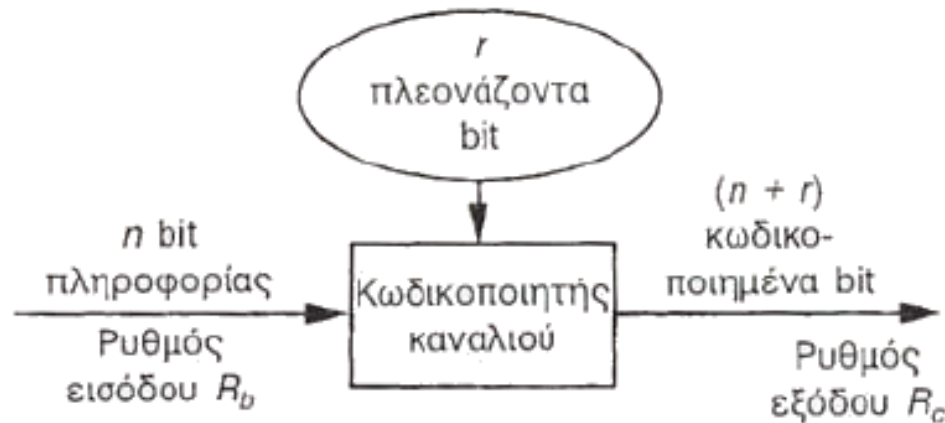 r
πλεονάζοντα
bit
n bit
πληροφορίας
Ρυθμός
εισόδου R_b
Κωδικοποιητής
καναλιού
(n + r)
κωδικο-
ποιημένα bit
Ρυθμός
εξόδου R_c